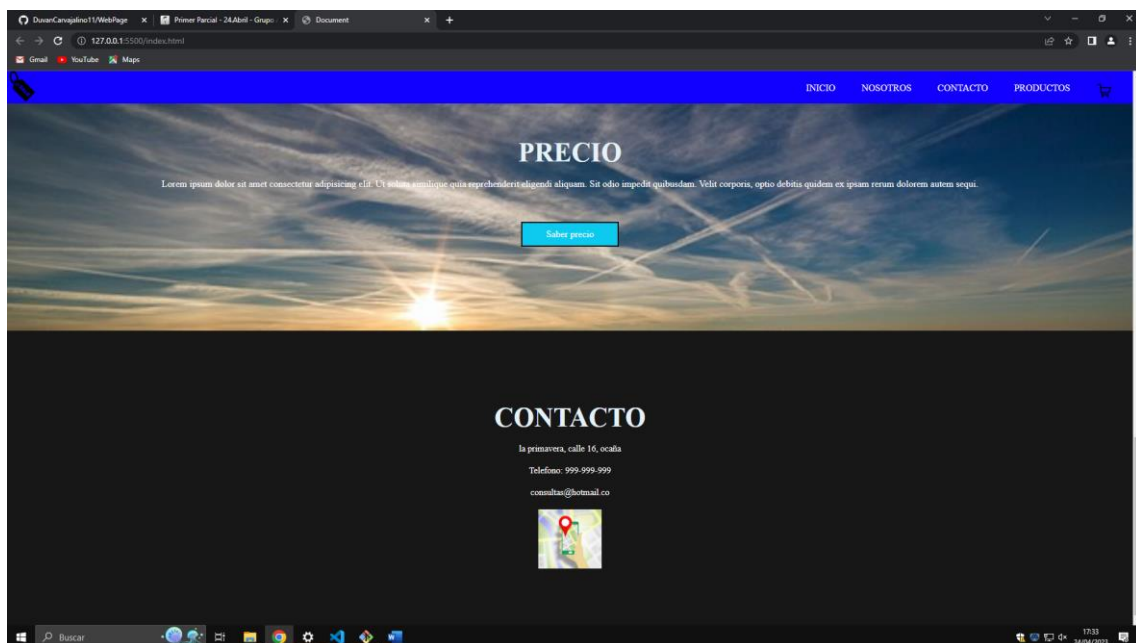 DuvanCarvajalino11/WebPage
Primer Parcial - 24.Abril - Grupo
Document
127.0.0.1:5500/index.html
Gmail YouTube Maps
INICIO NOSOTROS CONTACTO PRODUCTOS
PRECIO
Lorem ipsum dolor sit amet consectetur adipisicing elit. Ut soluta similique quia reprehenderit eligendi aliquam. Sit odio impedit quibusdam. Velit corporis, optio debitis quidem ex ipsam rerum dolorem autem sequi.
Saber precio
CONTACTO
la primavera, calle 16, ocaña
Telefono: 999-999-999
consultas@hotmail.co
Buscar
17:33
24/04/2023